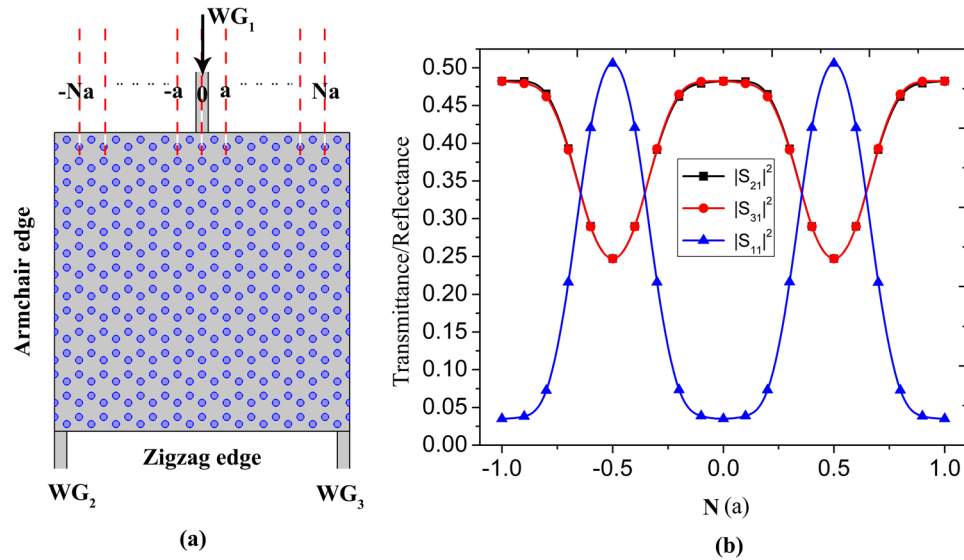 WG₁
-Na -a 0 a Na
Armchair edge
Zigzag edge
WG₂ WG₃
(a)
Transmittance/Reflectance
0.50
0.45
0.40
0.35
0.30
0.25
0.20
0.15
0.10
0.05
0.00
|S₂₁|²
|S₃₁|²
|S₁₁|²
-1.0 -0.5 0.0 0.5 1.0
N (a)
(b)